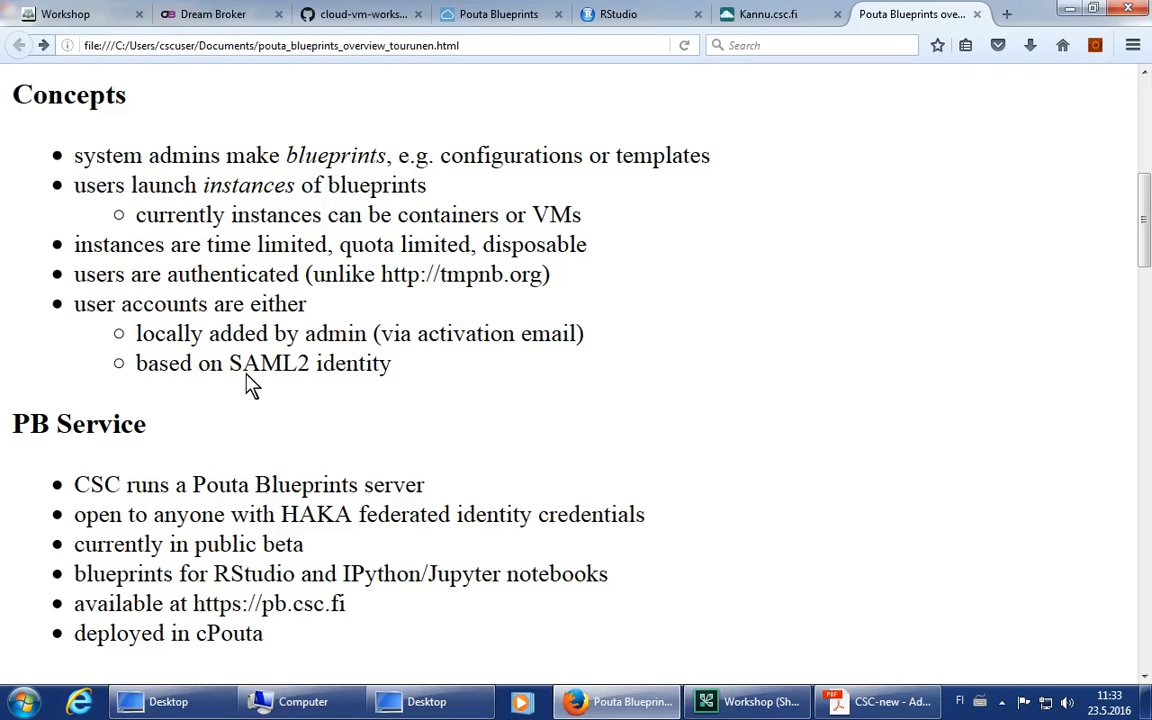 Workshop
Dream Broker
cloud-vm-works...
Pouta Blueprints
RStudio
Kannu.csc.fi
Pouta Blueprints ove...
file:///C:/Users/cscuser/Documents/pouta_blueprints_overview_tourunen.html
Search
Concepts
system admins make blueprints, e.g. configurations or templates
users launch instances of blueprints
currently instances can be containers or VMs
instances are time limited, quota limited, disposable
users are authenticated (unlike http://tmpnb.org)
user accounts are either
locally added by admin (via activation email)
based on SAML2 identity
PB Service
CSC runs a Pouta Blueprints server
open to anyone with HAKA federated identity credentials
currently in public beta
blueprints for RStudio and IPython/Jupyter notebooks
available at https://pb.csc.fi
deployed in cPouta
Desktop
Computer
Desktop
Pouta Blueprin...
Workshop (Sh...
CSC-new - Ad...
FI
11:33
23.5.2016